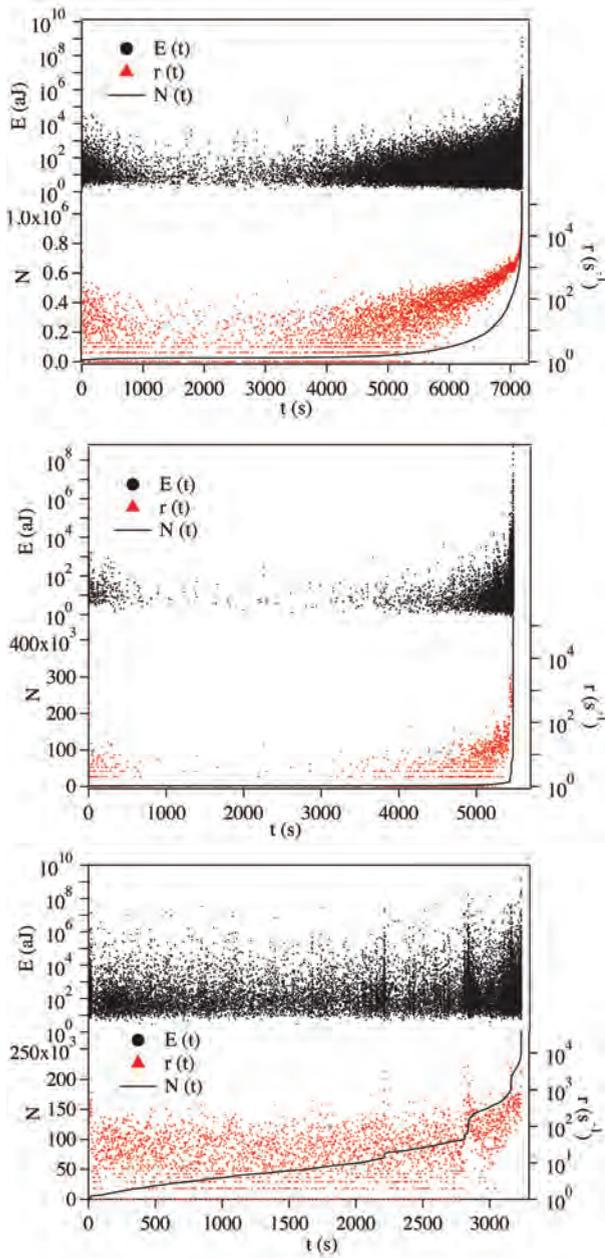 10^10
10^8
10^6
10^4
10^2
10^0
E (aJ)
E (t)
r (t)
N (t)
1.0x10^6
0.8
0.6
0.4
0.2
0.0
N
10^4
10^2
10^0
r (s^-1)
0 1000 2000 3000 4000 5000 6000 7000
t (s)
10^8
10^6
10^4
10^2
10^0
E (aJ)
E (t)
r (t)
N (t)
400x10^3
300
200
100
0
N
10^4
10^2
10^0
r (s^-1)
0 1000 2000 3000 4000 5000
t (s)
10^10
10^8
10^6
10^4
10^2
10^0
E (aJ)
E (t)
r (t)
N (t)
250x10^3
200
150
100
50
0
N
10^4
10^3
10^2
10^1
10^0
r (s^-1)
0 500 1000 1500 2000 2500 3000
t (s)